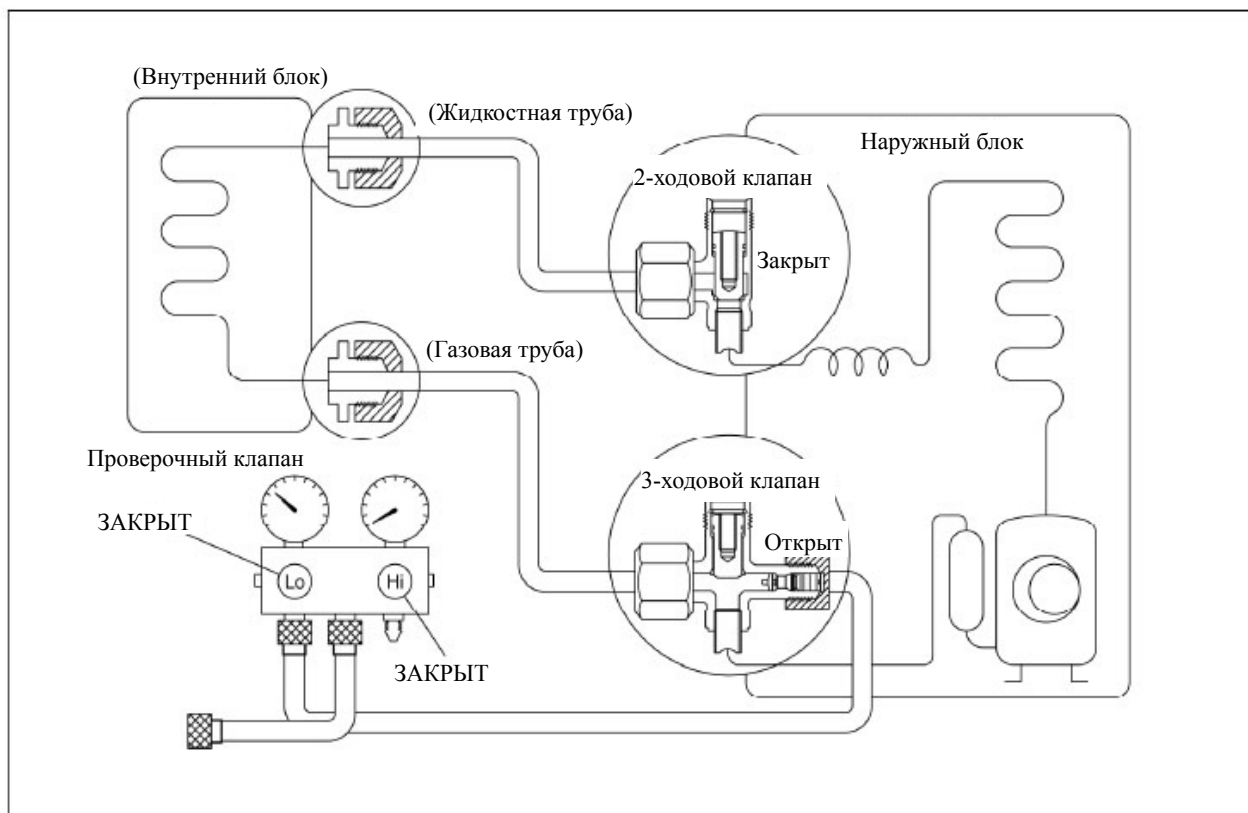 (Внутренний блок)
(Жидкостная труба)
Наружный блок
2-ходовой клапан
Закрыт
(Газовая труба)
Проверочный клапан
3-ходовой клапан
ЗАКРЫТ
Открыт
Lo
Hi
ЗАКРЫТ